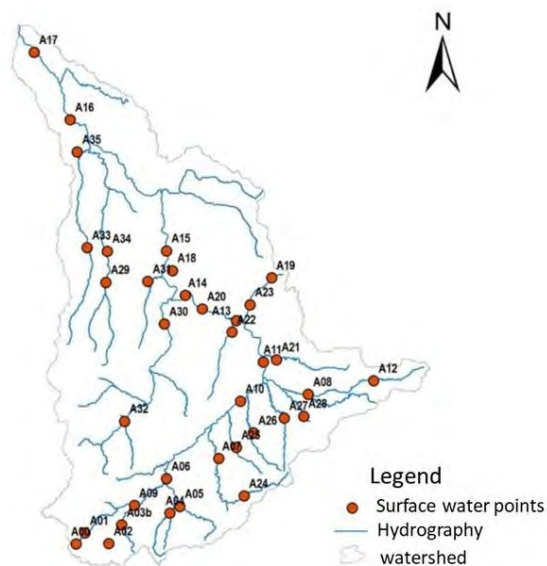 A17
N
A16
A35
A33
A34
A15
A18
A29
A31
A19
A14
A23
A20
A13
A30
A22
A11
A21
A12
A08
A10
A32
A26
A27
A28
A25
A07
A06
A24
A09
A05
A04
A03b
A01
A00
A02
Legend
Surface water points
Hydrography
watershed